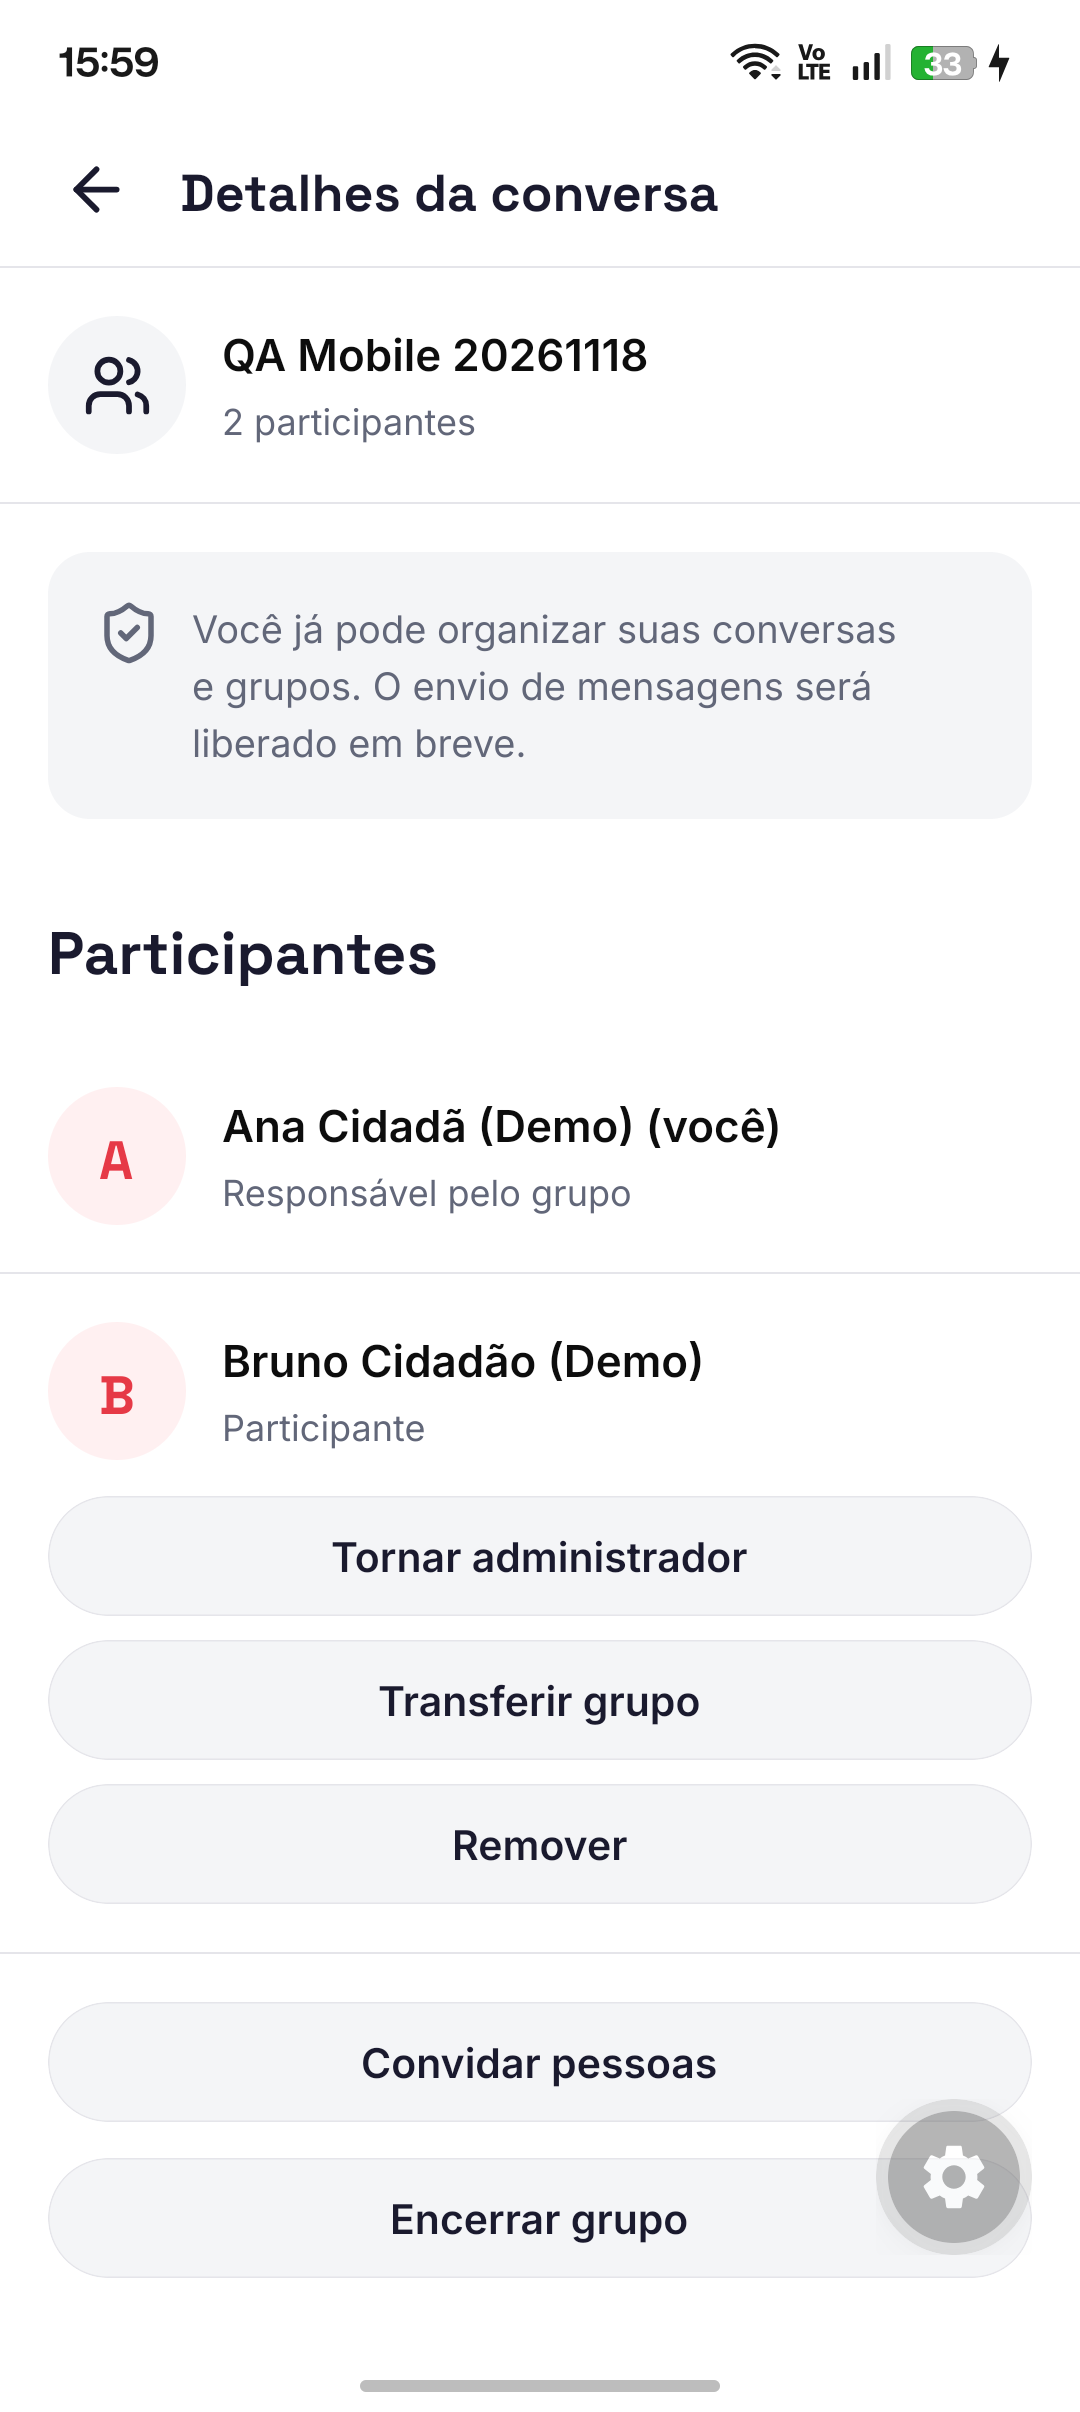 15:59
Vo
LTE
33
Detalhes da conversa
QA Mobile 20261118
2 participantes
Você já pode organizar suas conversas
e grupos. O envio de mensagens será
liberado em breve.
Participantes
A
Ana Cidadã (Demo) (você)
Responsável pelo grupo
B
Bruno Cidadão (Demo)
Participante
Tornar administrador
Transferir grupo
Remover
Convidar pessoas
Encerrar grupo